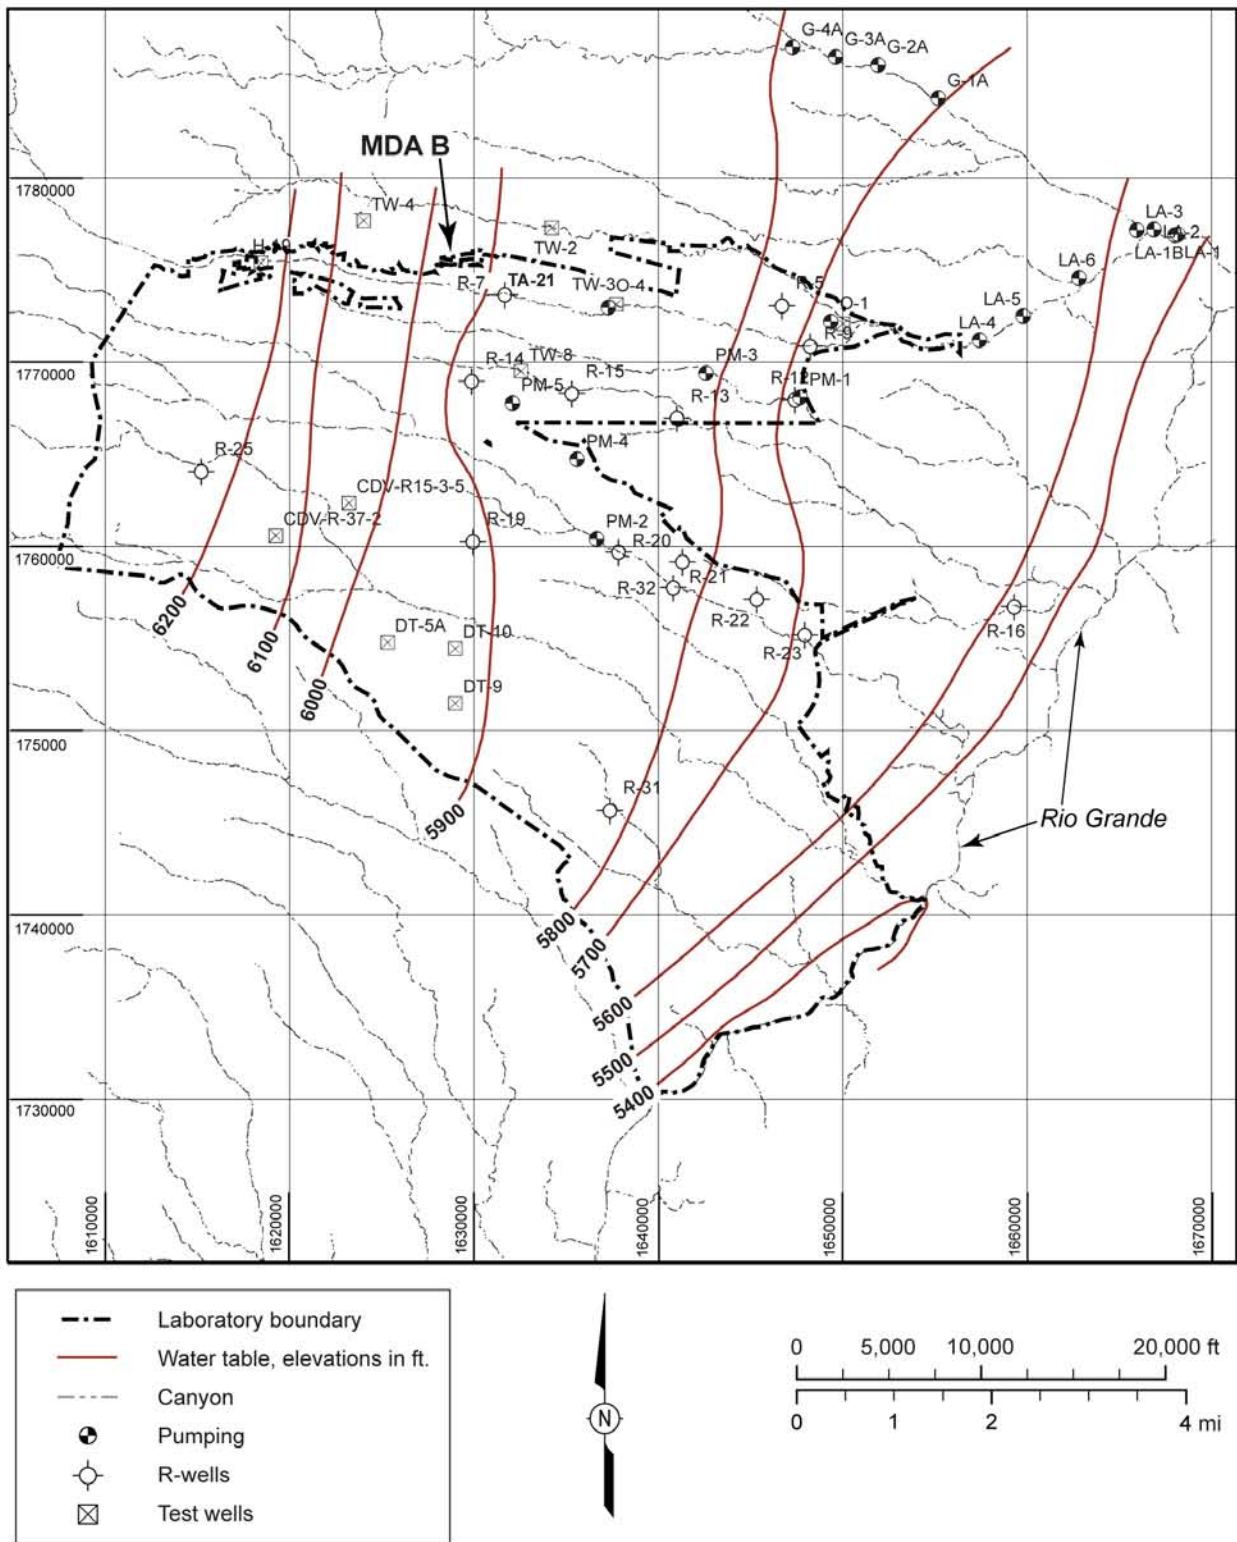 G-4A
G-3A
G-2A
G-1A
MDA B
1780000
TW-4
LA-3
LA-2
TW-2
LA-1B
LA-1
R-7
TA-21
TW-3
O-4
LA-6
LA-5
R-9
LA-4
1770000
R-14
TW-8
R-15
PM-3
R-12
PM-1
PM-5
R-13
PM-4
R-25
CDV-R15-3-5
CDV-R-37-2
R-19
PM-2
R-20
1760000
R-21
R-32
6200
R-22
R-16
DT-5A
DT-10
R-23
6100
6000
DT-9
175000
R-31
5900
Rio Grande
1740000
5800
5700
5600
5500
5400
1730000
1610000
1620000
1630000
1640000
1650000
1660000
1670000
Laboratory boundary
Water table, elevations in ft.
Canyon
Pumping
R-wells
Test wells
N
0 5,000 10,000 20,000 ft
0 1 2 4 mi